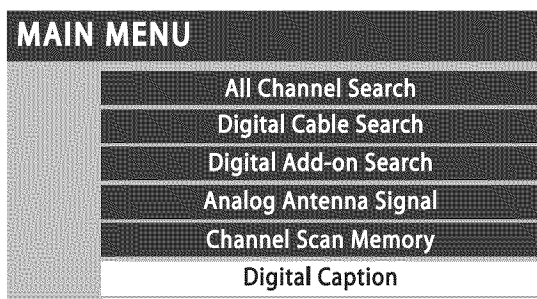 MAIN MENU
All Channel Search
Digital Cable Search
Digital Add-on Search
Analog Antenna Signal
Channel Scan Memory
Digital Caption